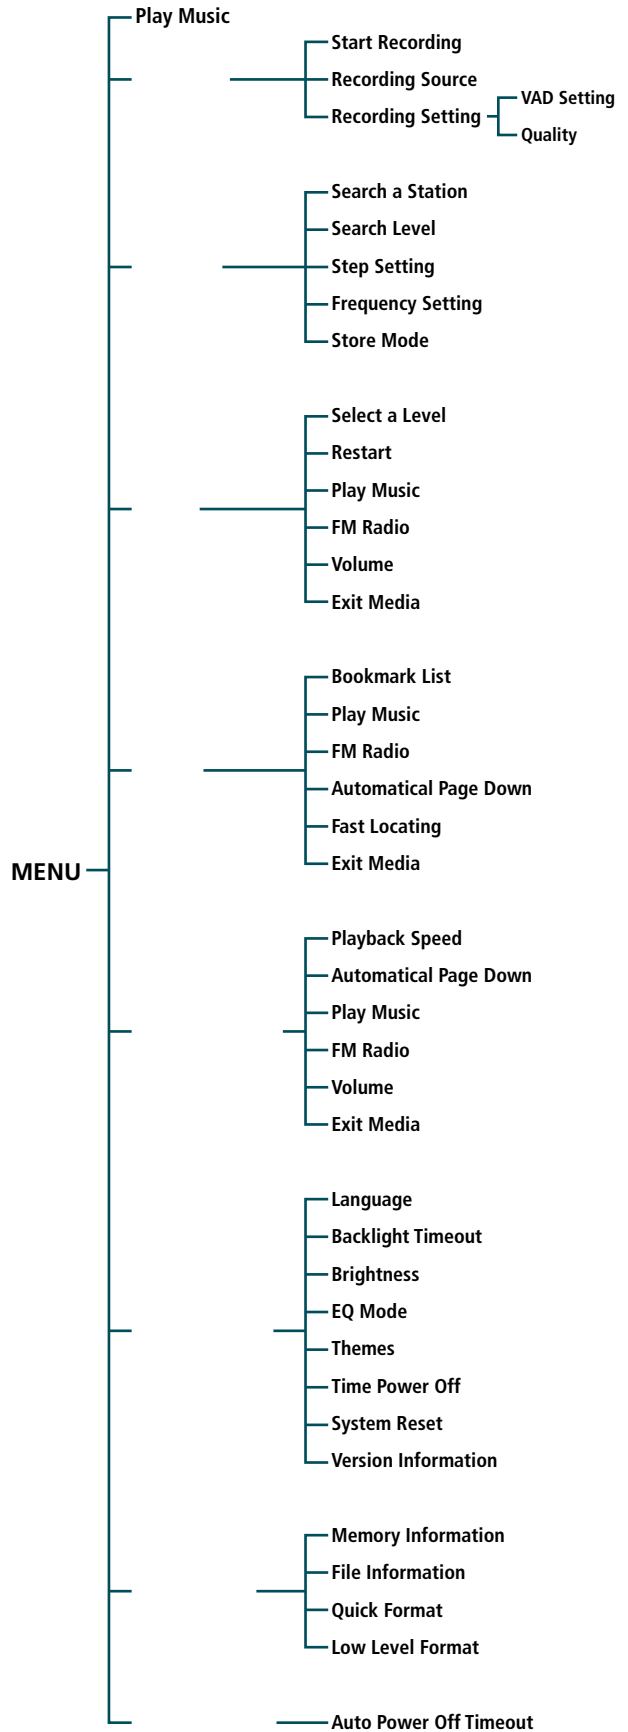 Play Music
Start Recording
Recording Source
Recording Setting
VAD Setting
Quality
Search a Station
Search Level
Step Setting
Frequency Setting
Store Mode
Select a Level
Restart
Play Music
FM Radio
Volume
Exit Media
Bookmark List
Play Music
FM Radio
Automatical Page Down
Fast Locating
Exit Media
MENU
Playback Speed
Automatical Page Down
Play Music
FM Radio
Volume
Exit Media
Language
Backlight Timeout
Brightness
EQ Mode
Themes
Time Power Off
System Reset
Version Information
Memory Information
File Information
Quick Format
Low Level Format
Auto Power Off Timeout